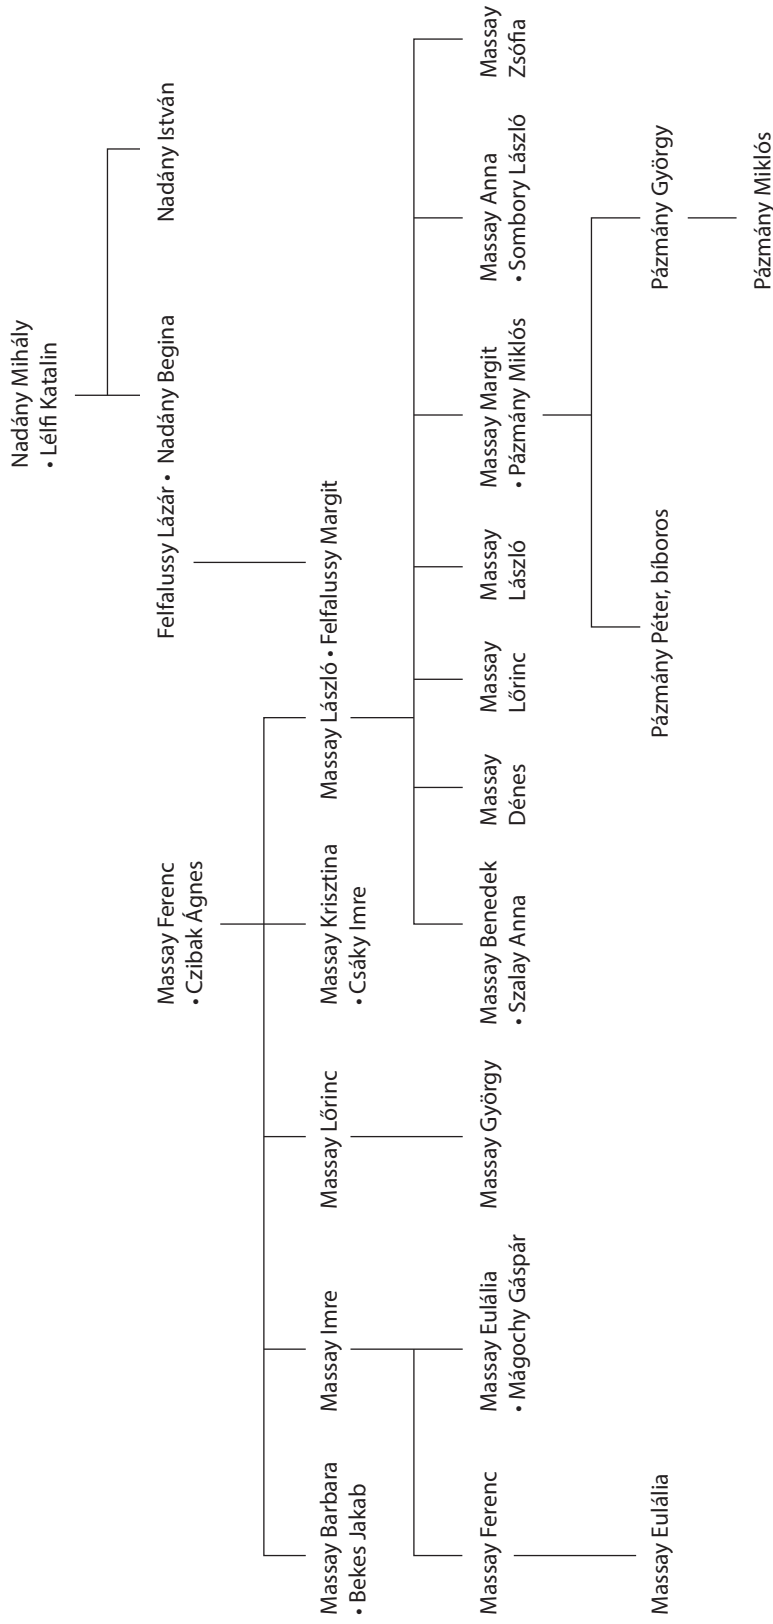 Nadány Mihály
• Lélfi Katalin
Massay Ferenc
• Czibak Ágnes
Felfalussy Lázár • Nadány Begina
Nadány István
Massay Barbara
• Bekes Jakab
Massay Imre
Massay Lőrinc
Massay Krisztina
• Csáky Imre
Massay László • Felfalussy Margit
Massay Ferenc
Massay Eulália
• Mágochy Gáspár
Massay György
Massay Benedek
• Szalay Anna
Massay
Dénes
Massay
Lőrinc
Massay
László
Massay Margit
• Pázmány Miklós
Massay Anna
• Sombory László
Massay
Zsófia
Massay Eulália
Pázmány Péter, bíboros
Pázmány György
Pázmány Miklós